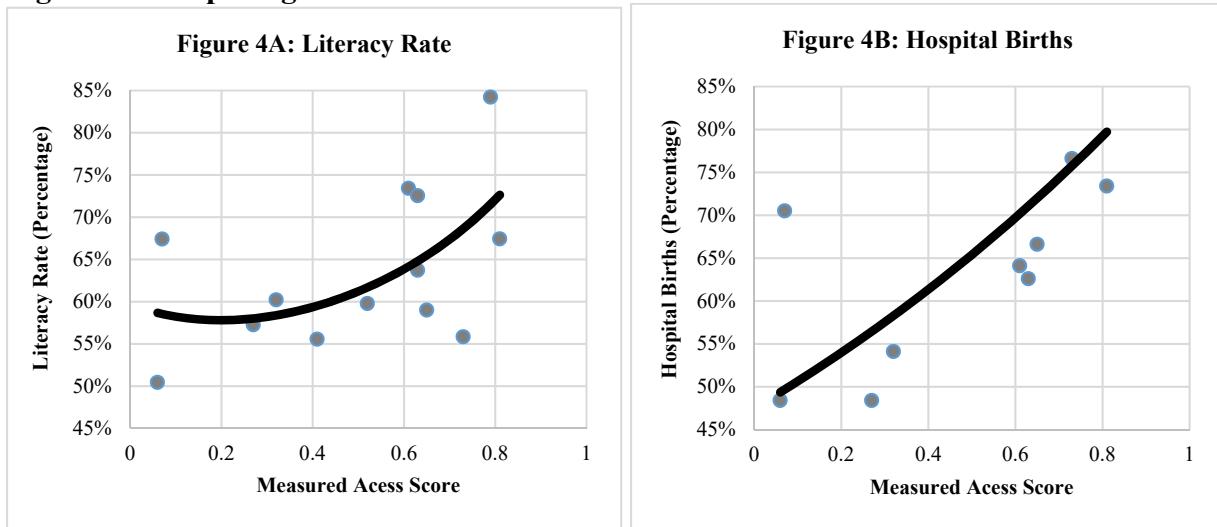 Figure 4A: Literacy Rate
85%
80%
75%
70%
65%
60%
55%
50%
45%
0 0.2 0.4 0.6 0.8 1
Literacy Rate (Percentage)
Measured Acess Score
Figure 4B: Hospital Births
85%
80%
75%
70%
65%
60%
55%
50%
45%
0 0.2 0.4 0.6 0.8 1
Hospital Births (Percentage)
Measured Acess Score